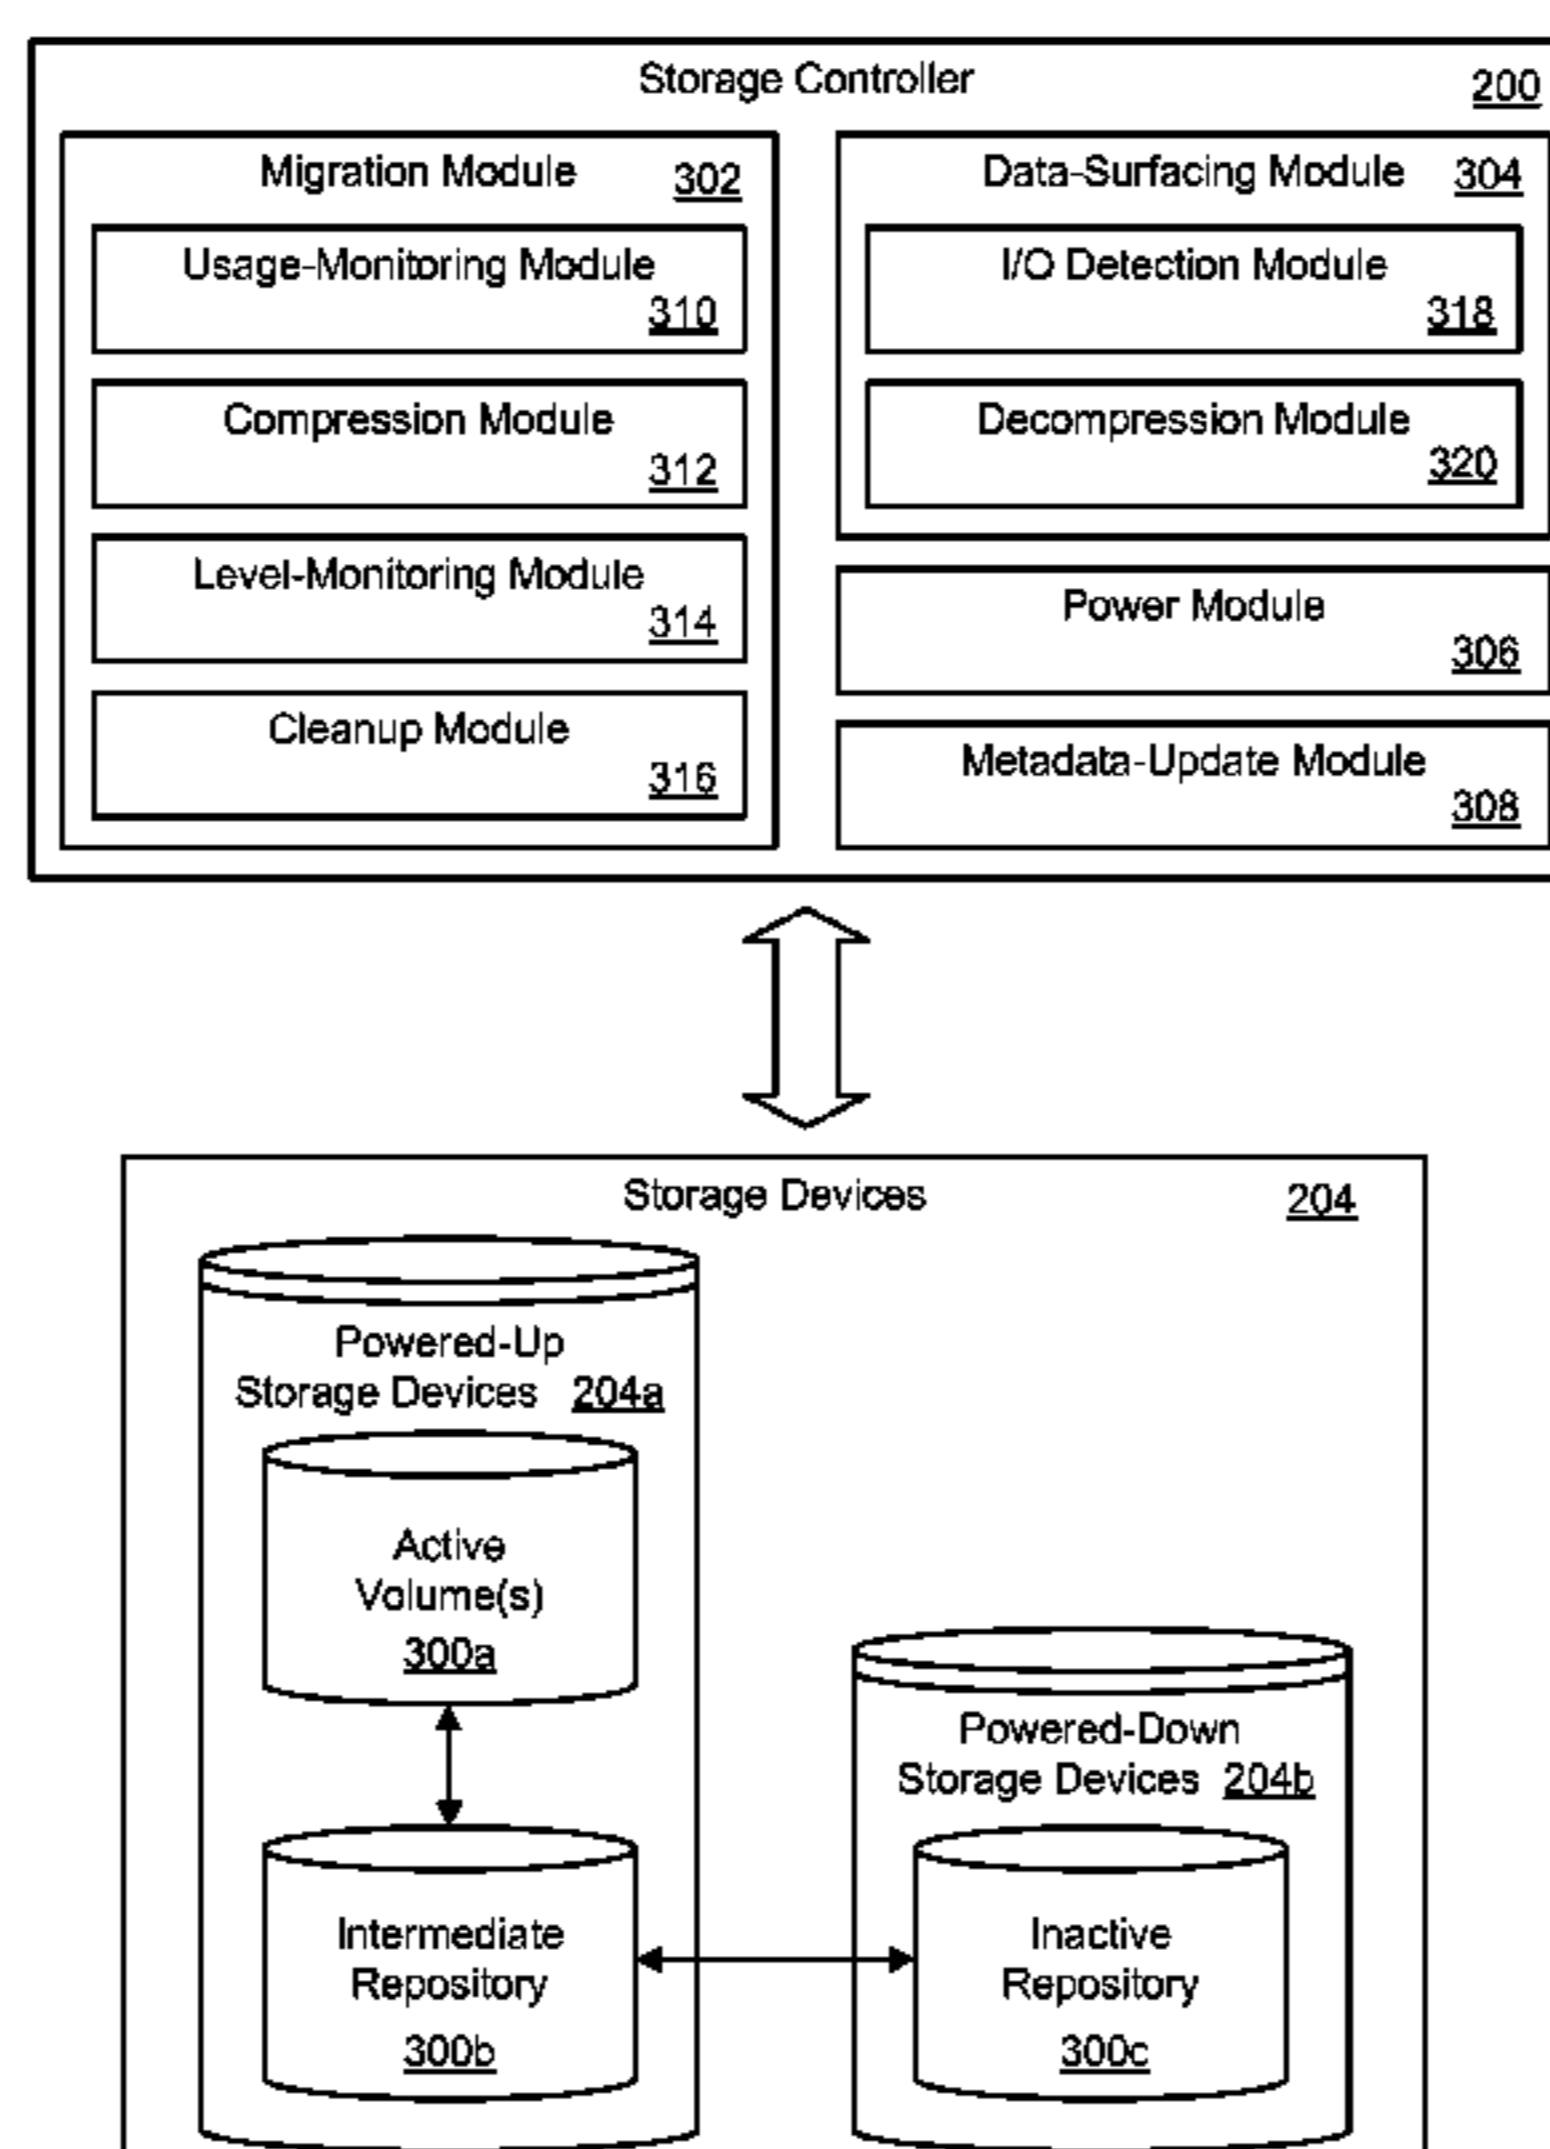 Storage Controller 200
Migration Module 302
Usage-Monitoring Module
310
Compression Module
312
Level-Monitoring Module
314
Cleanup Module
316
Data-Surfacing Module 304
I/O Detection Module
318
Decompression Module
320
Power Module
306
Metadata-Update Module
308
Storage Devices 204
Powered-Up
Storage Devices 204a
Active
Volume(s)
300a
Intermediate
Repository
300b
Powered-Down
Storage Devices 204b
Inactive
Repository
300c